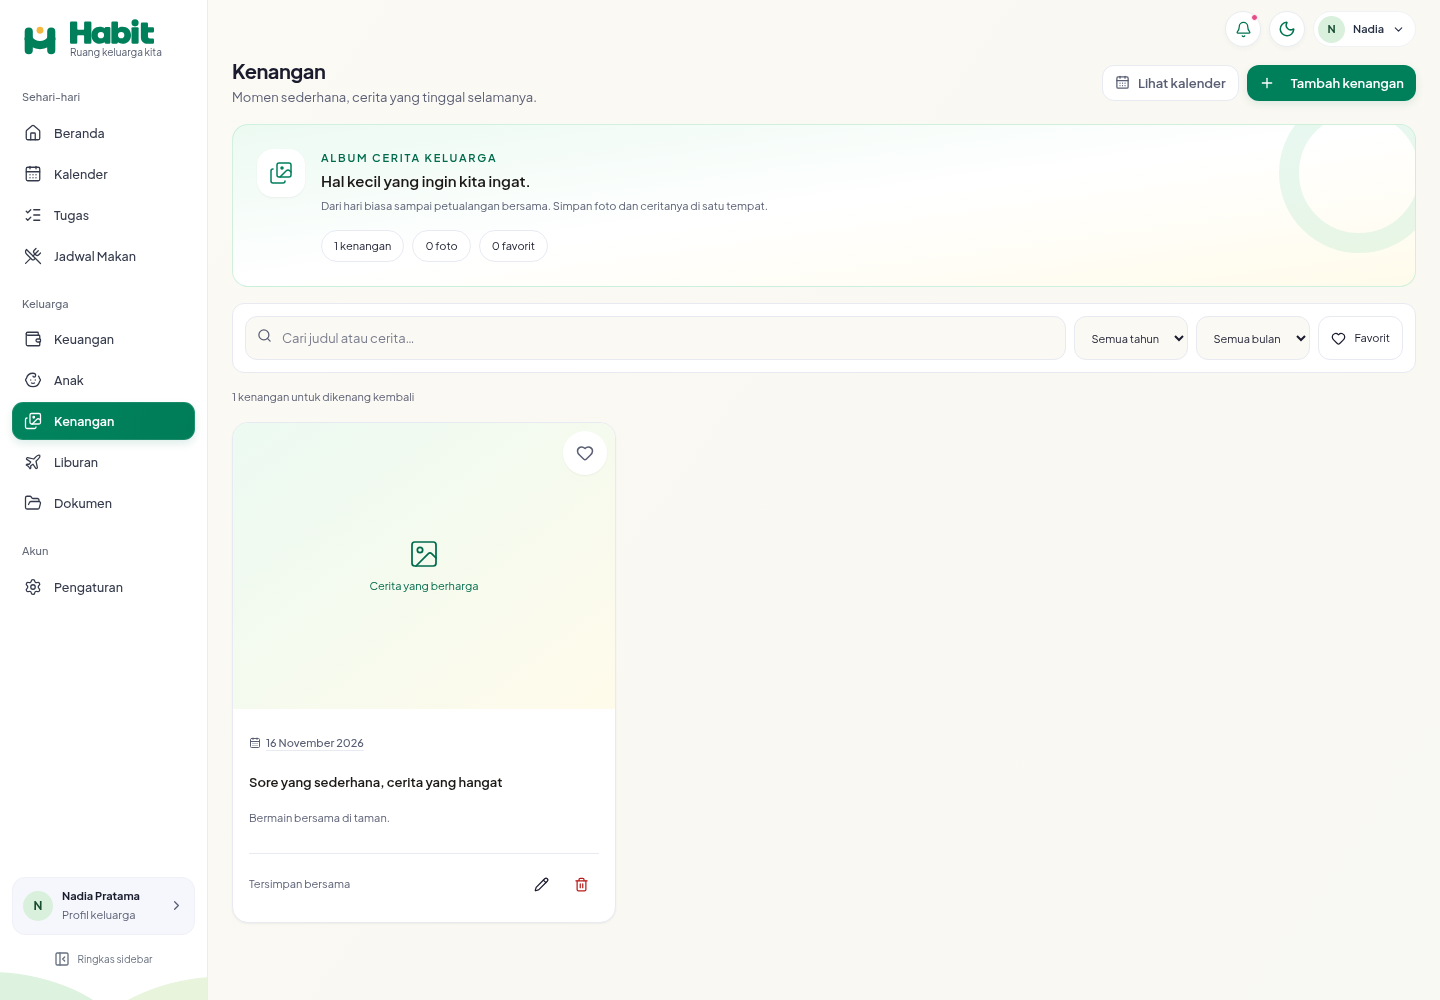 Habit
Ruang keluarga kita
Sehari-hari
Beranda
Kalender
Tugas
Jadwal Makan
Keluarga
Keuangan
Anak
Kenangan
Liburan
Dokumen
Akun
Pengaturan
N
Nadia Pratama
Profil keluarga
Ringkas sidebar
N
Nadia
Kenangan
Momen sederhana, cerita yang tinggal selamanya.
Lihat kalender
Tambah kenangan
ALBUM CERITA KELUARGA
Hal kecil yang ingin kita ingat.
Dari hari biasa sampai petualangan bersama. Simpan foto dan ceritanya di satu tempat.
1 kenangan
0 foto
0 favorit
Cari judul atau cerita...
Semua tahun
Semua bulan
Favorit
1 kenangan untuk dikenang kembali
Cerita yang berharga
16 November 2026
Sore yang sederhana, cerita yang hangat
Bermain bersama di taman.
Tersimpan bersama